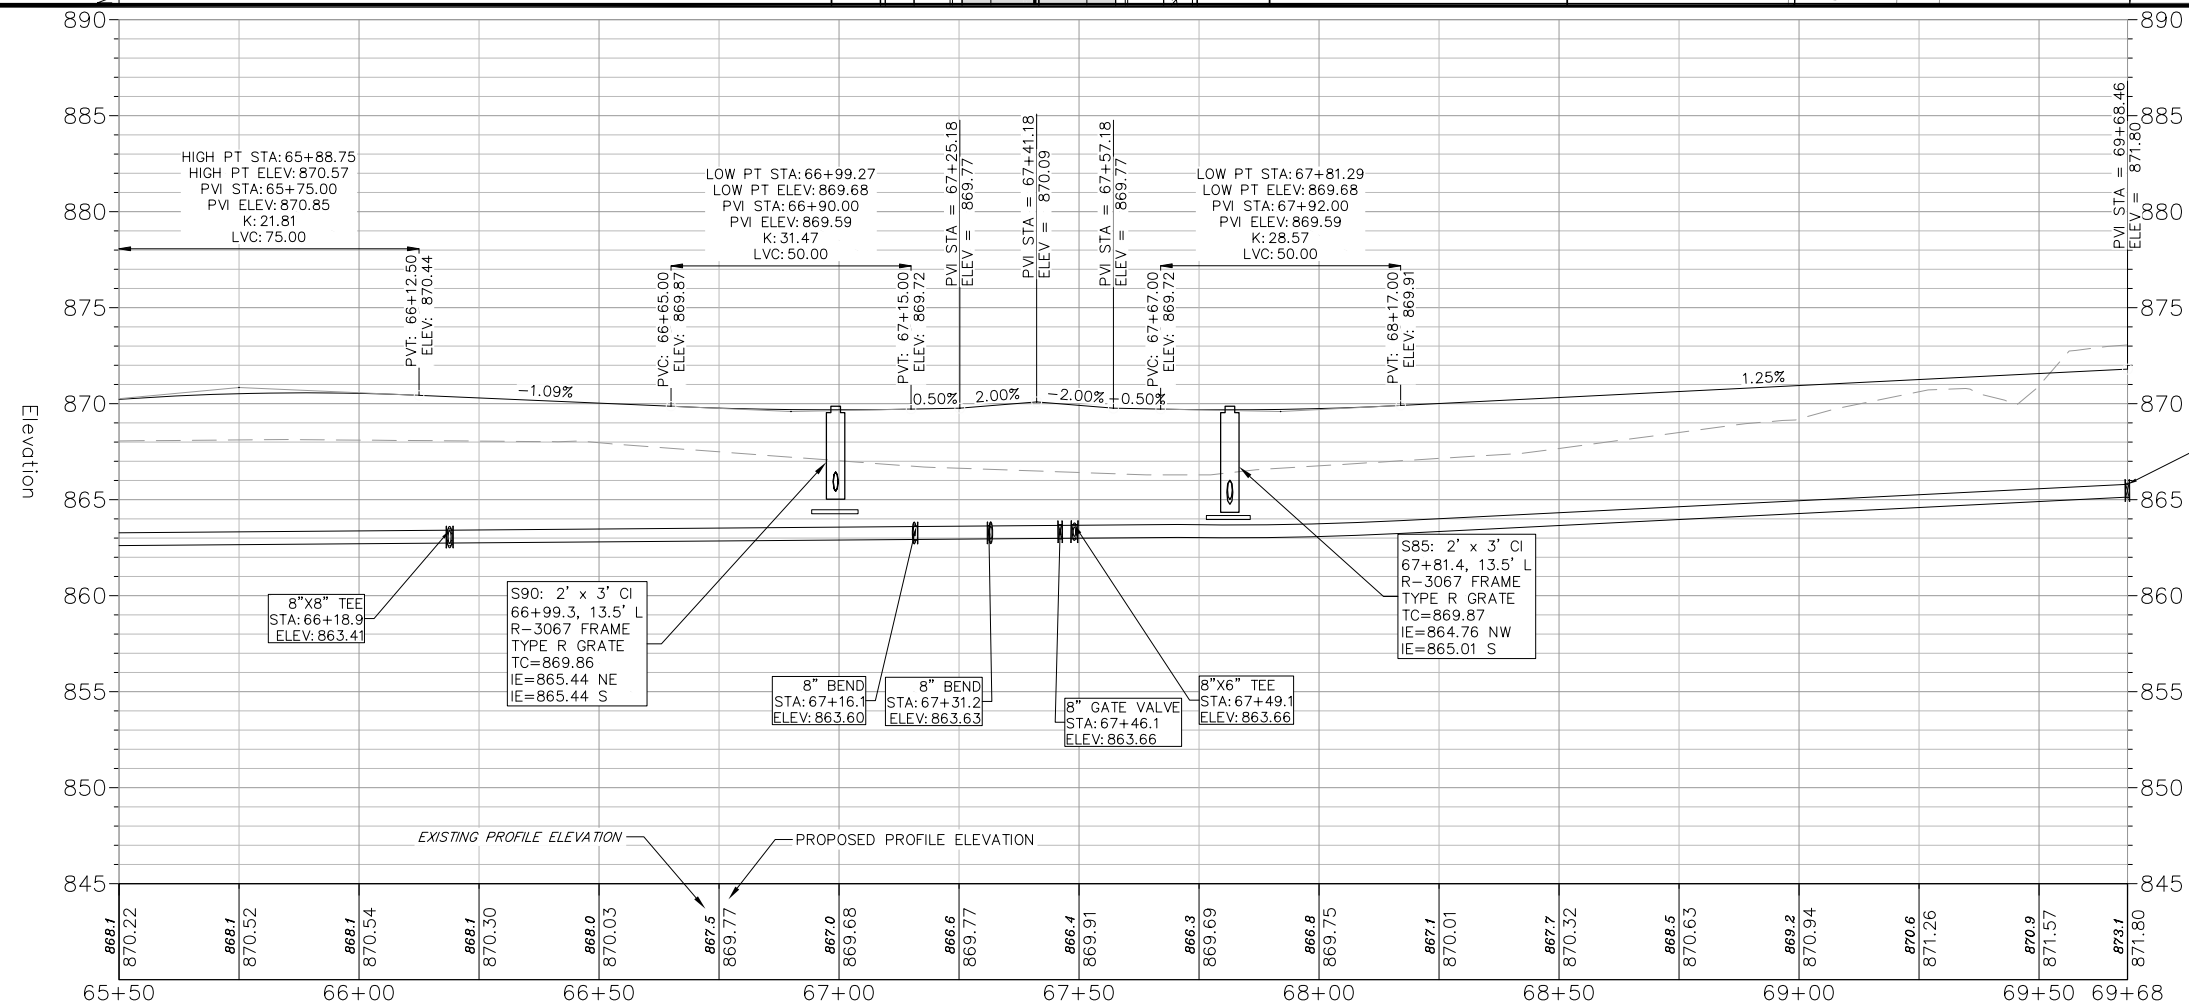 890
885
880
875
870
865
860
855
850
845
Elevation
890
885
880
875
870
865
860
855
850
845
HIGH PT STA: 65+88.75
HIGH PT ELEV: 870.57
PVI STA: 65+75.00
PVI ELEV: 870.85
K: 21.81
LVC: 75.00
PVT: 66+12.50
ELEV: 870.44
-1.09%
LOW PT STA: 66+99.27
LOW PT ELEV: 869.68
PVI STA: 66+90.00
PVI ELEV: 869.59
K: 31.47
LVC: 50.00
PVC: 66+65.00
ELEV: 869.87
PVT: 67+15.00
ELEV: 869.72
0.50%
PVI STA = 67+25.18
ELEV = 869.77
2.00%
PVI STA = 67+41.18
ELEV = 870.09
-2.00%
PVI STA = 67+57.18
ELEV = 869.77
-0.50%
LOW PT STA: 67+81.29
LOW PT ELEV: 869.68
PVI STA: 67+92.00
PVI ELEV: 869.59
K: 28.57
LVC: 50.00
PVC: 67+67.00
ELEV: 869.72
PVT: 68+17.00
ELEV: 869.91
1.25%
PVI STA = 69+68.46
ELEV = 871.80
8"X8" TEE
STA: 66+18.9
ELEV: 863.41
S90: 2' x 3' CI
66+99.3, 13.5' L
R-3067 FRAME
TYPE R GRATE
TC=869.86
IE=865.44 NE
IE=865.44 S
8" BEND
STA: 67+16.1
ELEV: 863.60
8" BEND
STA: 67+31.2
ELEV: 863.63
8" GATE VALVE
STA: 67+46.1
ELEV: 863.66
8"X6" TEE
STA: 67+49.1
ELEV: 863.66
S85: 2' x 3' CI
67+81.4, 13.5' L
R-3067 FRAME
TYPE R GRATE
TC=869.87
IE=864.76 NW
IE=865.01 S
EXISTING PROFILE ELEVATION
PROPOSED PROFILE ELEVATION
868.1
870.22
868.1
870.52
868.1
870.54
868.1
870.30
868.0
870.03
867.5
869.77
867.0
869.68
866.6
869.77
866.4
869.91
866.3
869.69
866.8
869.75
867.1
870.01
867.7
870.32
868.5
870.63
869.2
870.94
870.6
871.26
870.9
871.57
873.1
871.80
65+50 66+00 66+50 67+00 67+50 68+00 68+50 69+00 69+50 69+68